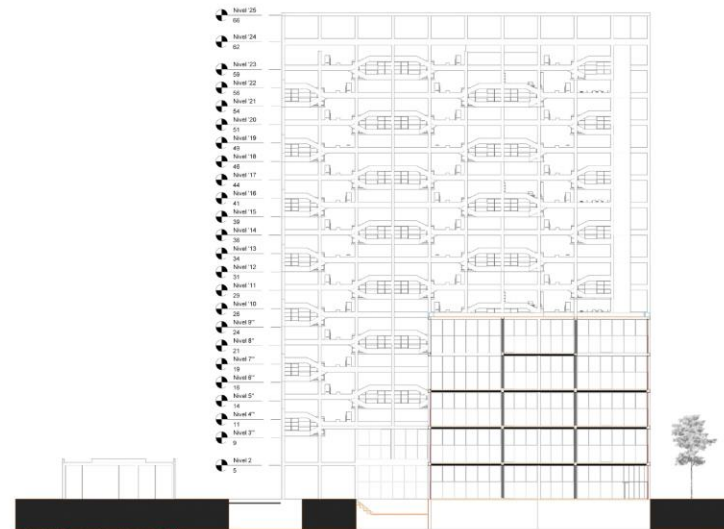 Nivel '25
66
Nivel '24
62
Nivel '23
59
Nivel '22
56
Nivel '21
54
Nivel '20
51
Nivel '19
49
Nivel '18
46
Nivel '17
44
Nivel '16
41
Nivel '15
39
Nivel '14
36
Nivel '13
34
Nivel '12
31
Nivel '11
29
Nivel '10
26
Nivel 9''
24
Nivel 8''
21
Nivel 7''
19
Nivel 6''
16
Nivel 5''
14
Nivel 4''
11
Nivel 3''
9
Nivel 2
5